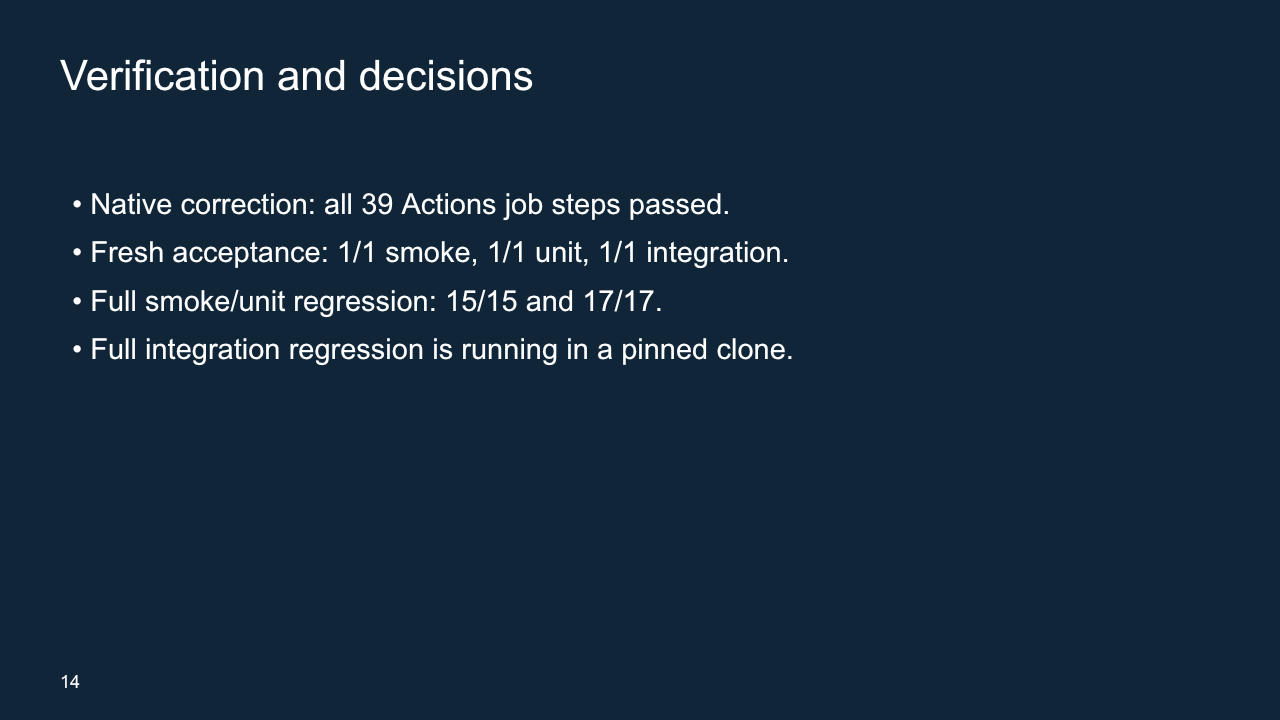 Verification and decisions
• Native correction: all 39 Actions job steps passed.
• Fresh acceptance: 1/1 smoke, 1/1 unit, 1/1 integration.
• Full smoke/unit regression: 15/15 and 17/17.
• Full integration regression is running in a pinned clone.
14